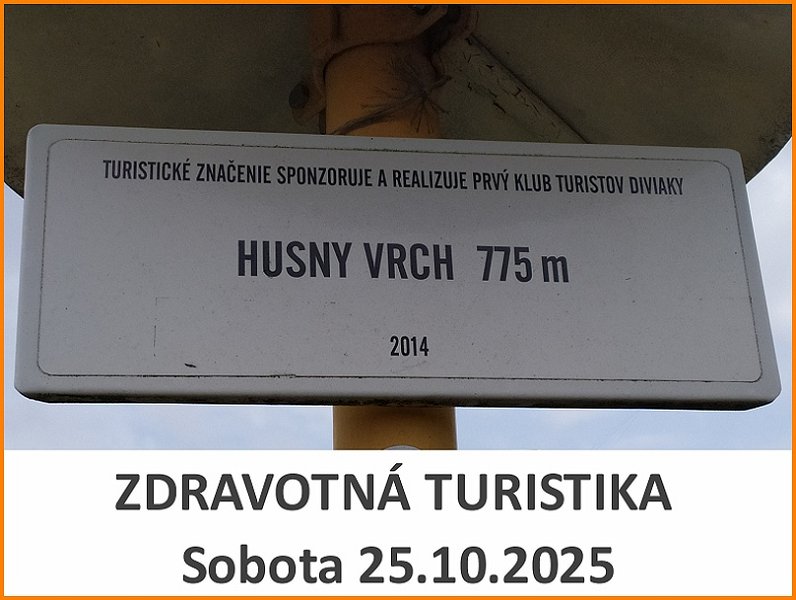 TURISTICKÉ ZNAČENIE SPONZORUJE A REALIZUJE PRVÝ KLUB TURISTOV DIVIAKY
HUSNY VRCH 775 m
2014
ZDRAVOTNÁ TURISTIKA
Sobota 25.10.2025